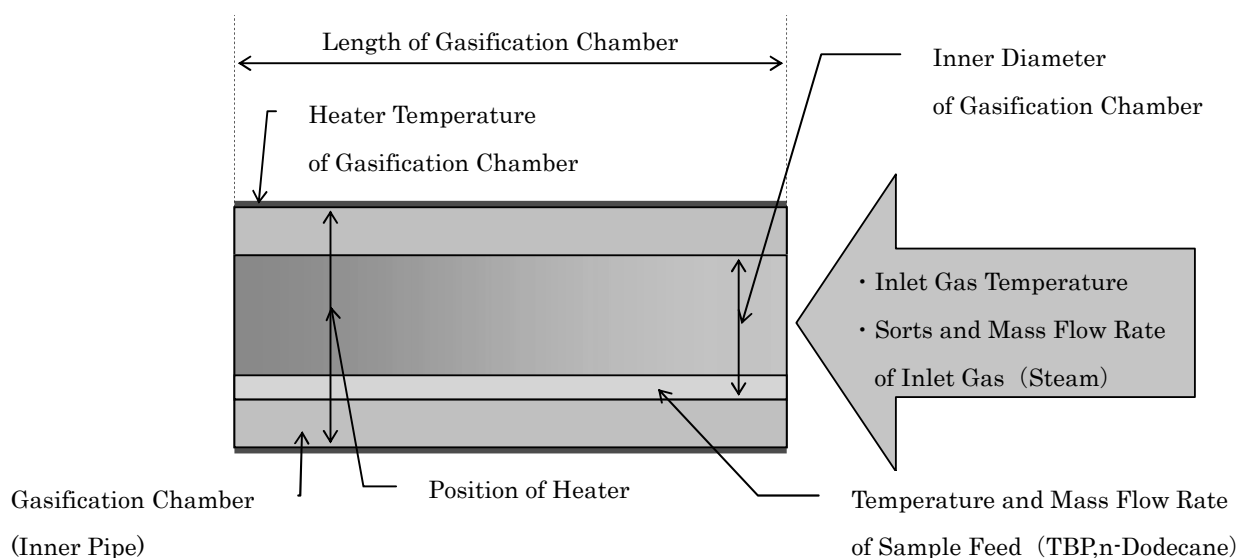 Length of Gasification Chamber
Inner Diameter
of Gasification Chamber
Heater Temperature
of Gasification Chamber
・Inlet Gas Temperature
・Sorts and Mass Flow Rate
of Inlet Gas（Steam）
Gasification Chamber
(Inner Pipe)
Position of Heater
Temperature and Mass Flow Rate
of Sample Feed（TBP,n-Dodecane）